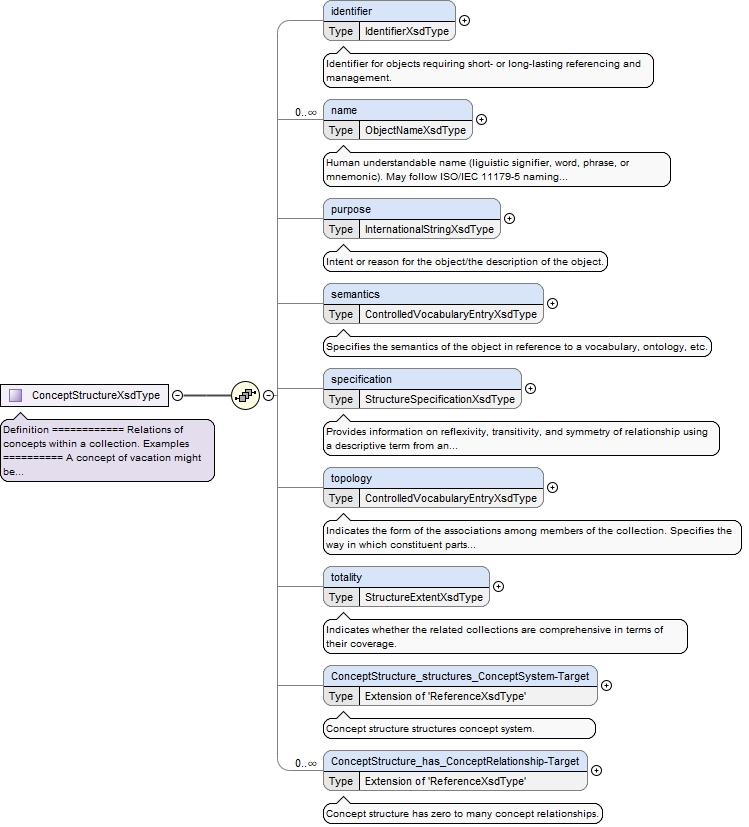 identifier
Type IdentifierXsdType
Identifier for objects requiring short- or long-lasting referencing and
management.
0..∞
name
Type ObjectNameXsdType
Human understandable name (liguistic signifier, word, phrase, or
mnemonic). May follow ISO/IEC 11179-5 naming...
purpose
Type InternationalStringXsdType
Intent or reason for the object/the description of the object.
semantics
Type ControlledVocabularyEntryXsdType
Specifies the semantics of the object in reference to a vocabulary, ontology, etc.
ConceptStructureXsdType
Definition ============ Relations of
concepts within a collection. Examples
========== A concept of vacation might
be...
specification
Type StructureSpecificationXsdType
Provides information on reflexivity, transitivity, and symmetry of relationship using
a descriptive term from an...
topology
Type ControlledVocabularyEntryXsdType
Indicates the form of the associations among members of the collection. Specifies the
way in which constituent parts...
totality
Type StructureExtentXsdType
Indicates whether the related collections are comprehensive in terms of
their coverage.
ConceptStructure_structures_ConceptSystem-Target
Type Extension of 'ReferenceXsdType'
Concept structure structures concept system.
0..∞
ConceptStructure_has_ConceptRelationship-Target
Type Extension of 'ReferenceXsdType'
Concept structure has zero to many concept relationships.